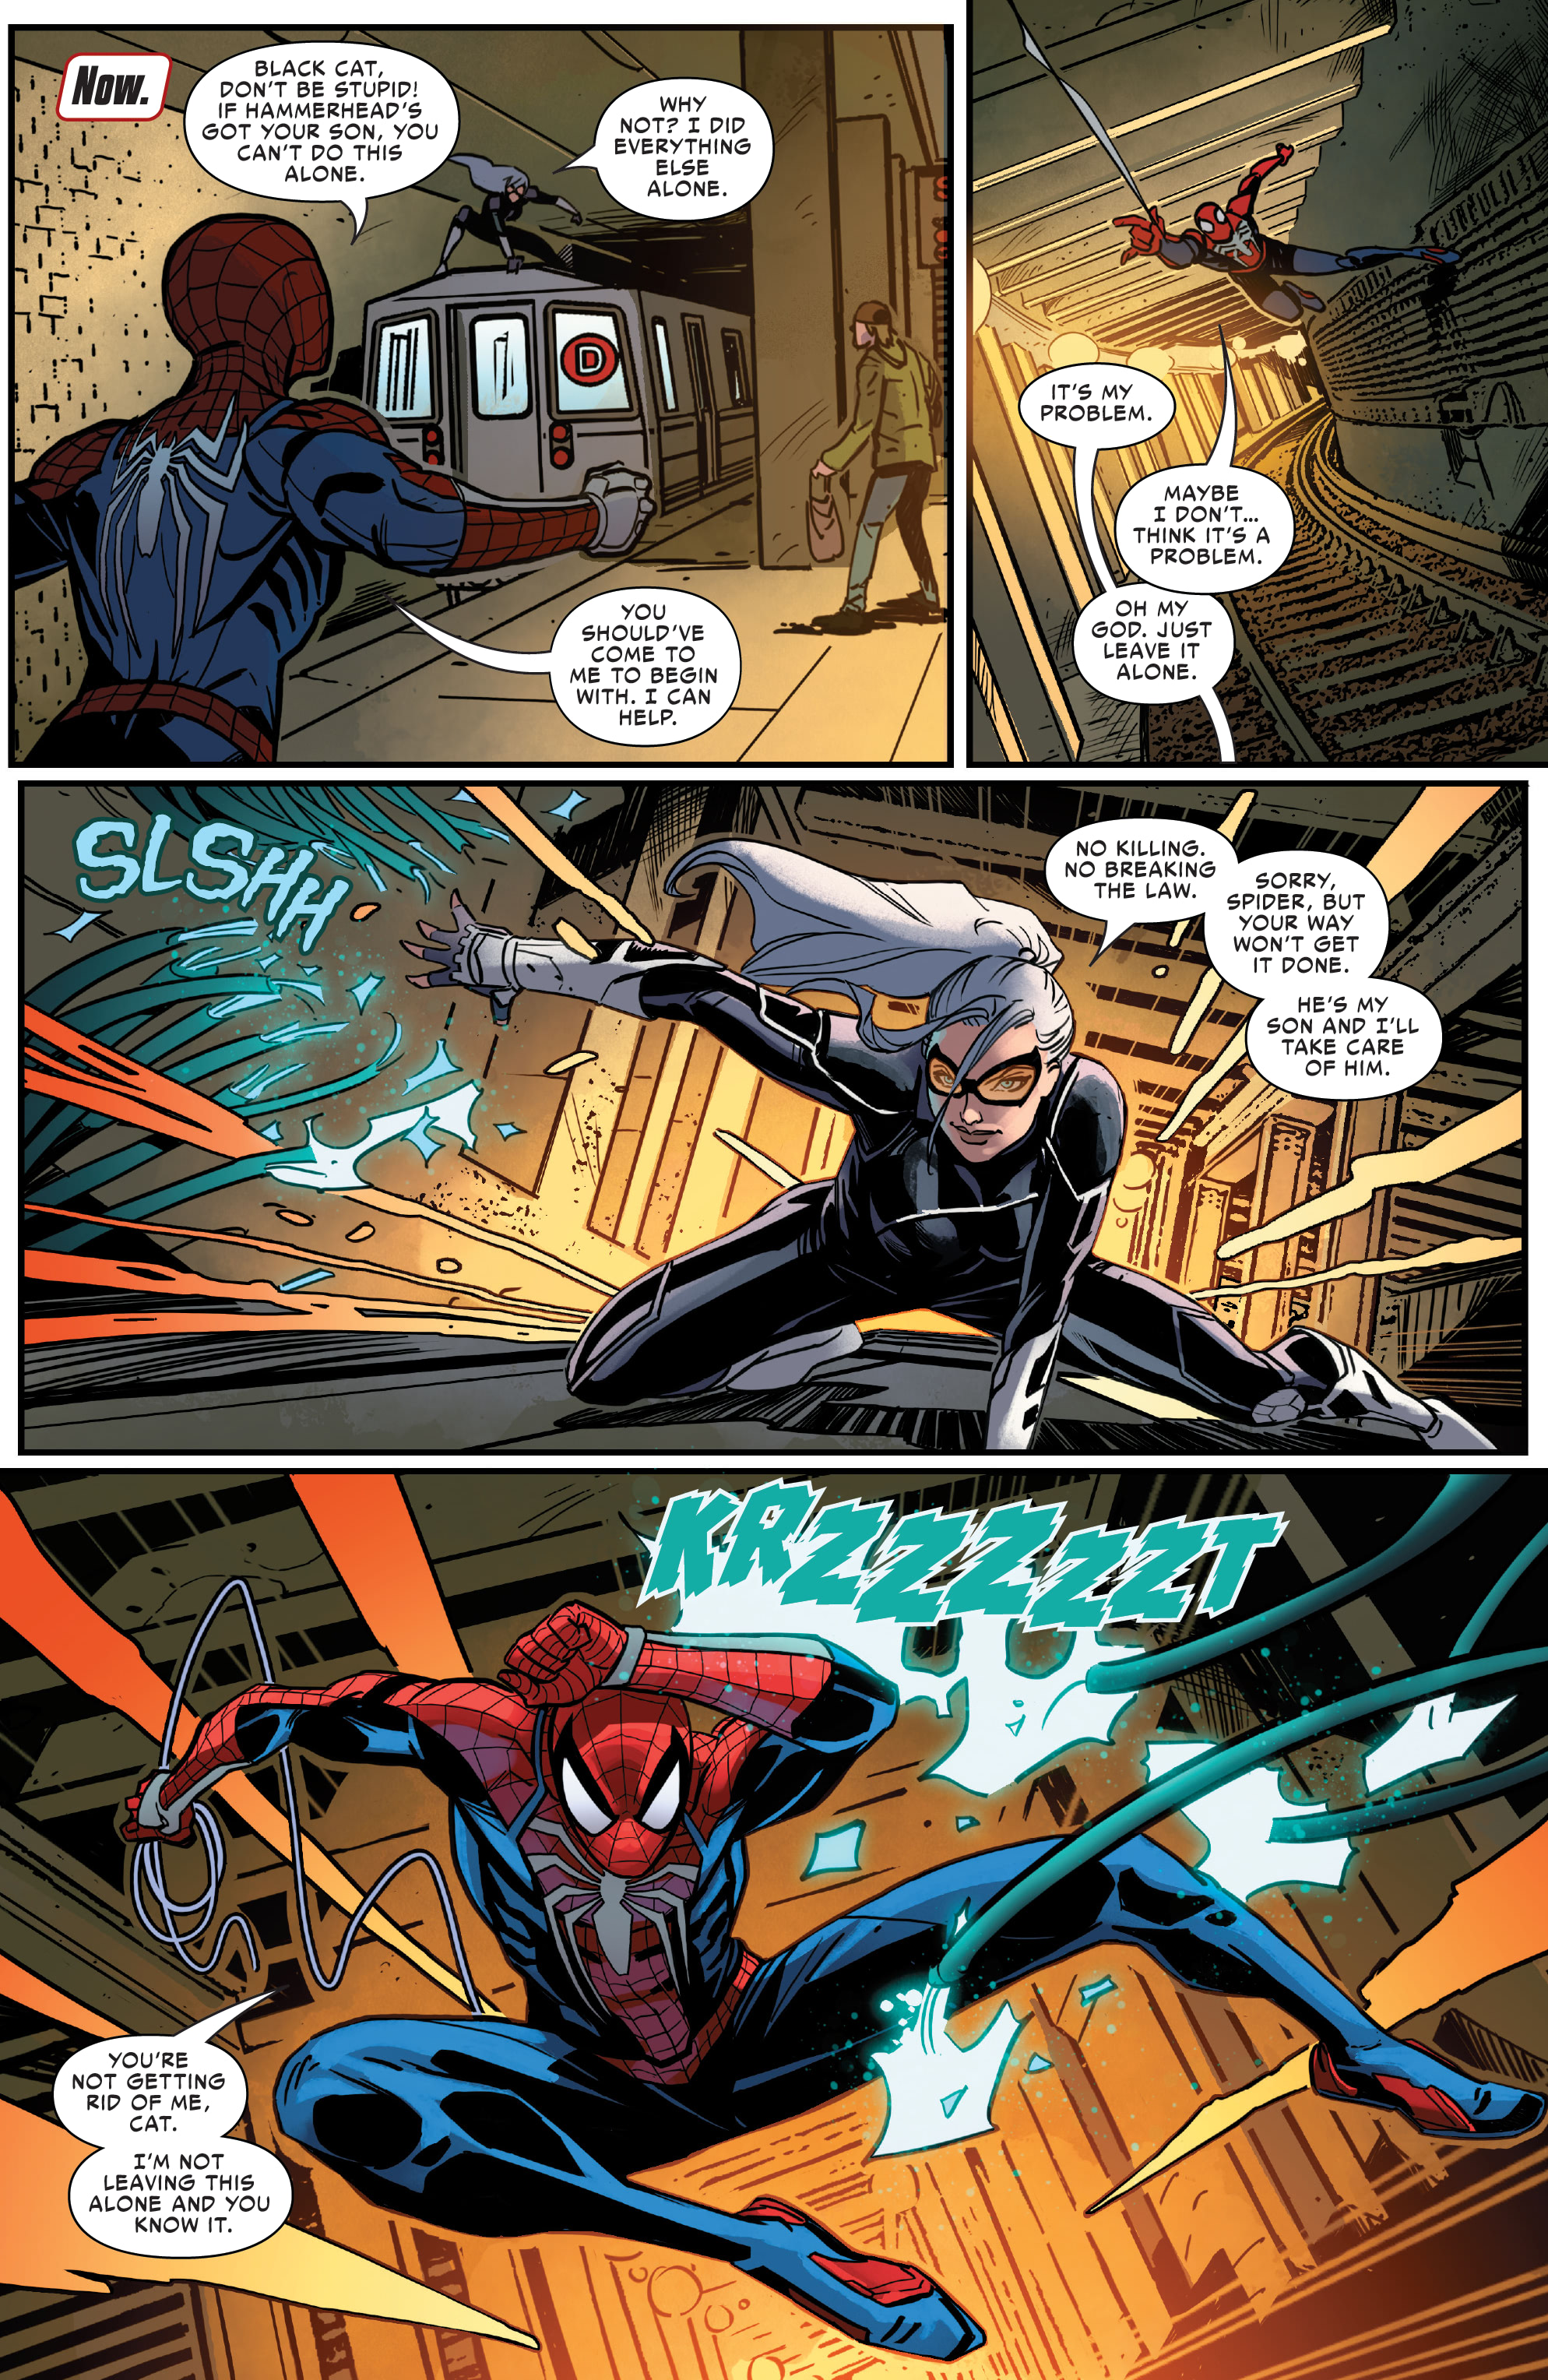 NOW.
BLACK CAT,
DON'T BE STUPID!
IF HAMMERHEAD'S
GOT YOUR SON, YOU
CAN'T DO THIS
ALONE.
WHY
NOT? I DID
EVERYTHING
ELSE
ALONE.
D
YOU
SHOULD'VE
COME TO
ME TO BEGIN
WITH. I CAN
HELP.
IT'S MY
PROBLEM.
MAYBE
I DON'T...
THINK IT'S A
PROBLEM.
OH MY
GOD. JUST
LEAVE IT
ALONE.
SLSHH
NO KILLING.
NO BREAKING
THE LAW.
SORRY,
SPIDER, BUT
YOUR WAY
WON'T GET
IT DONE.
HE'S MY
SON AND I'LL
TAKE CARE
OF HIM.
KRZZZZZZT
YOU'RE
NOT GETTING
RID OF ME,
CAT.
I'M NOT
LEAVING THIS
ALONE AND YOU
KNOW IT.